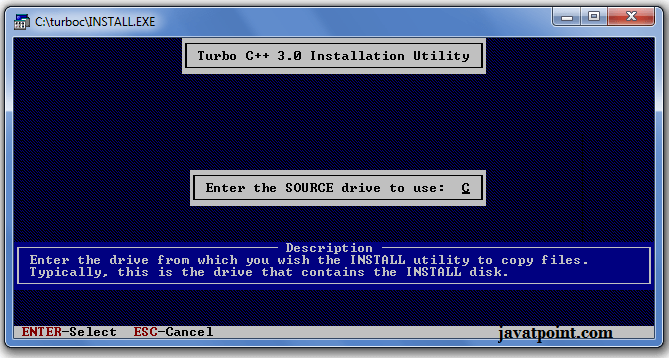 C:\turboc\INSTALL.EXE
Turbo C++ 3.0 Installation Utility
Enter the SOURCE drive to use: C
Description
Enter the drive from which you wish the INSTALL utility to copy files.
Typically, this is the drive that contains the INSTALL disk.
ENTER-Select ESC-Cancel
javatpoint.com